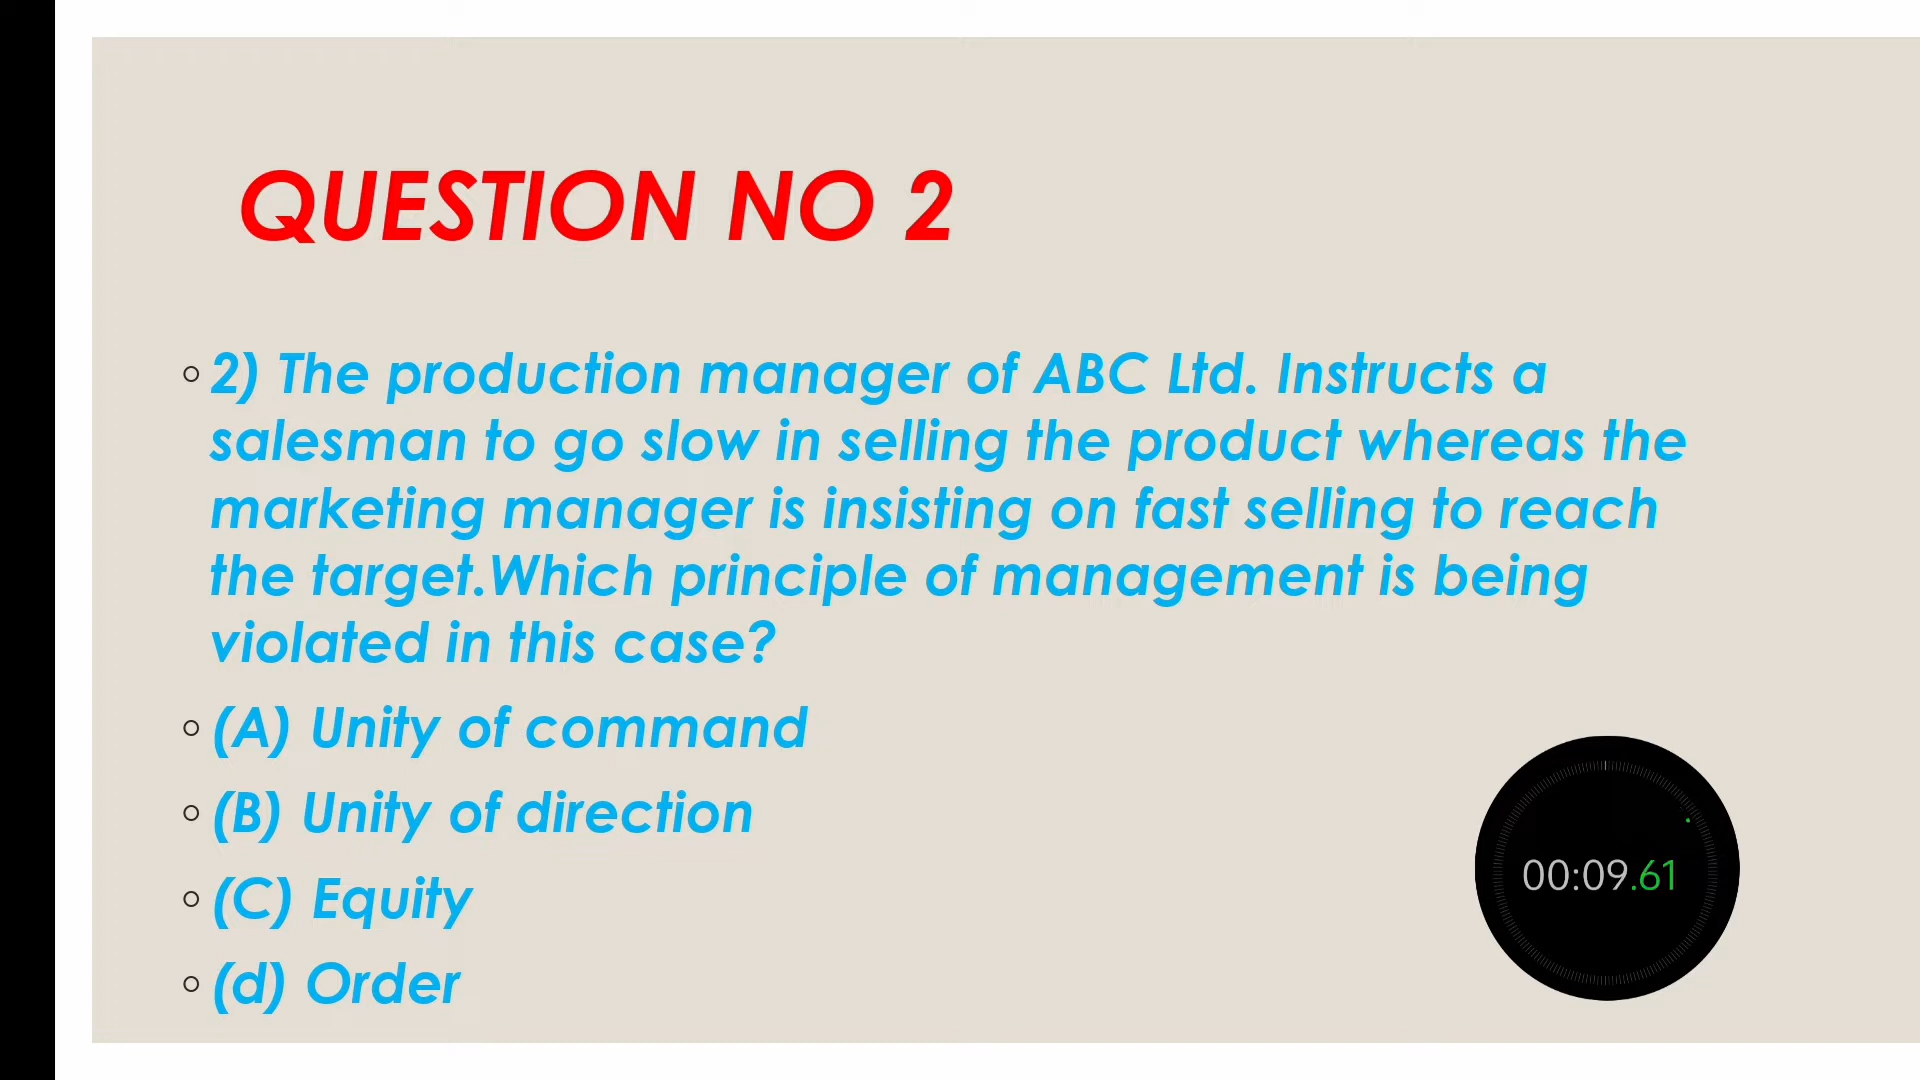 QUESTION NO 2
2) The production manager of ABC Ltd. Instructs a
salesman to go slow in selling the product whereas the
marketing manager is insisting on fast selling to reach
the target.Which principle of management is being
violated in this case?
(A) Unity of command
(B) Unity of direction
(C) Equity
(d) Order
00:09.61